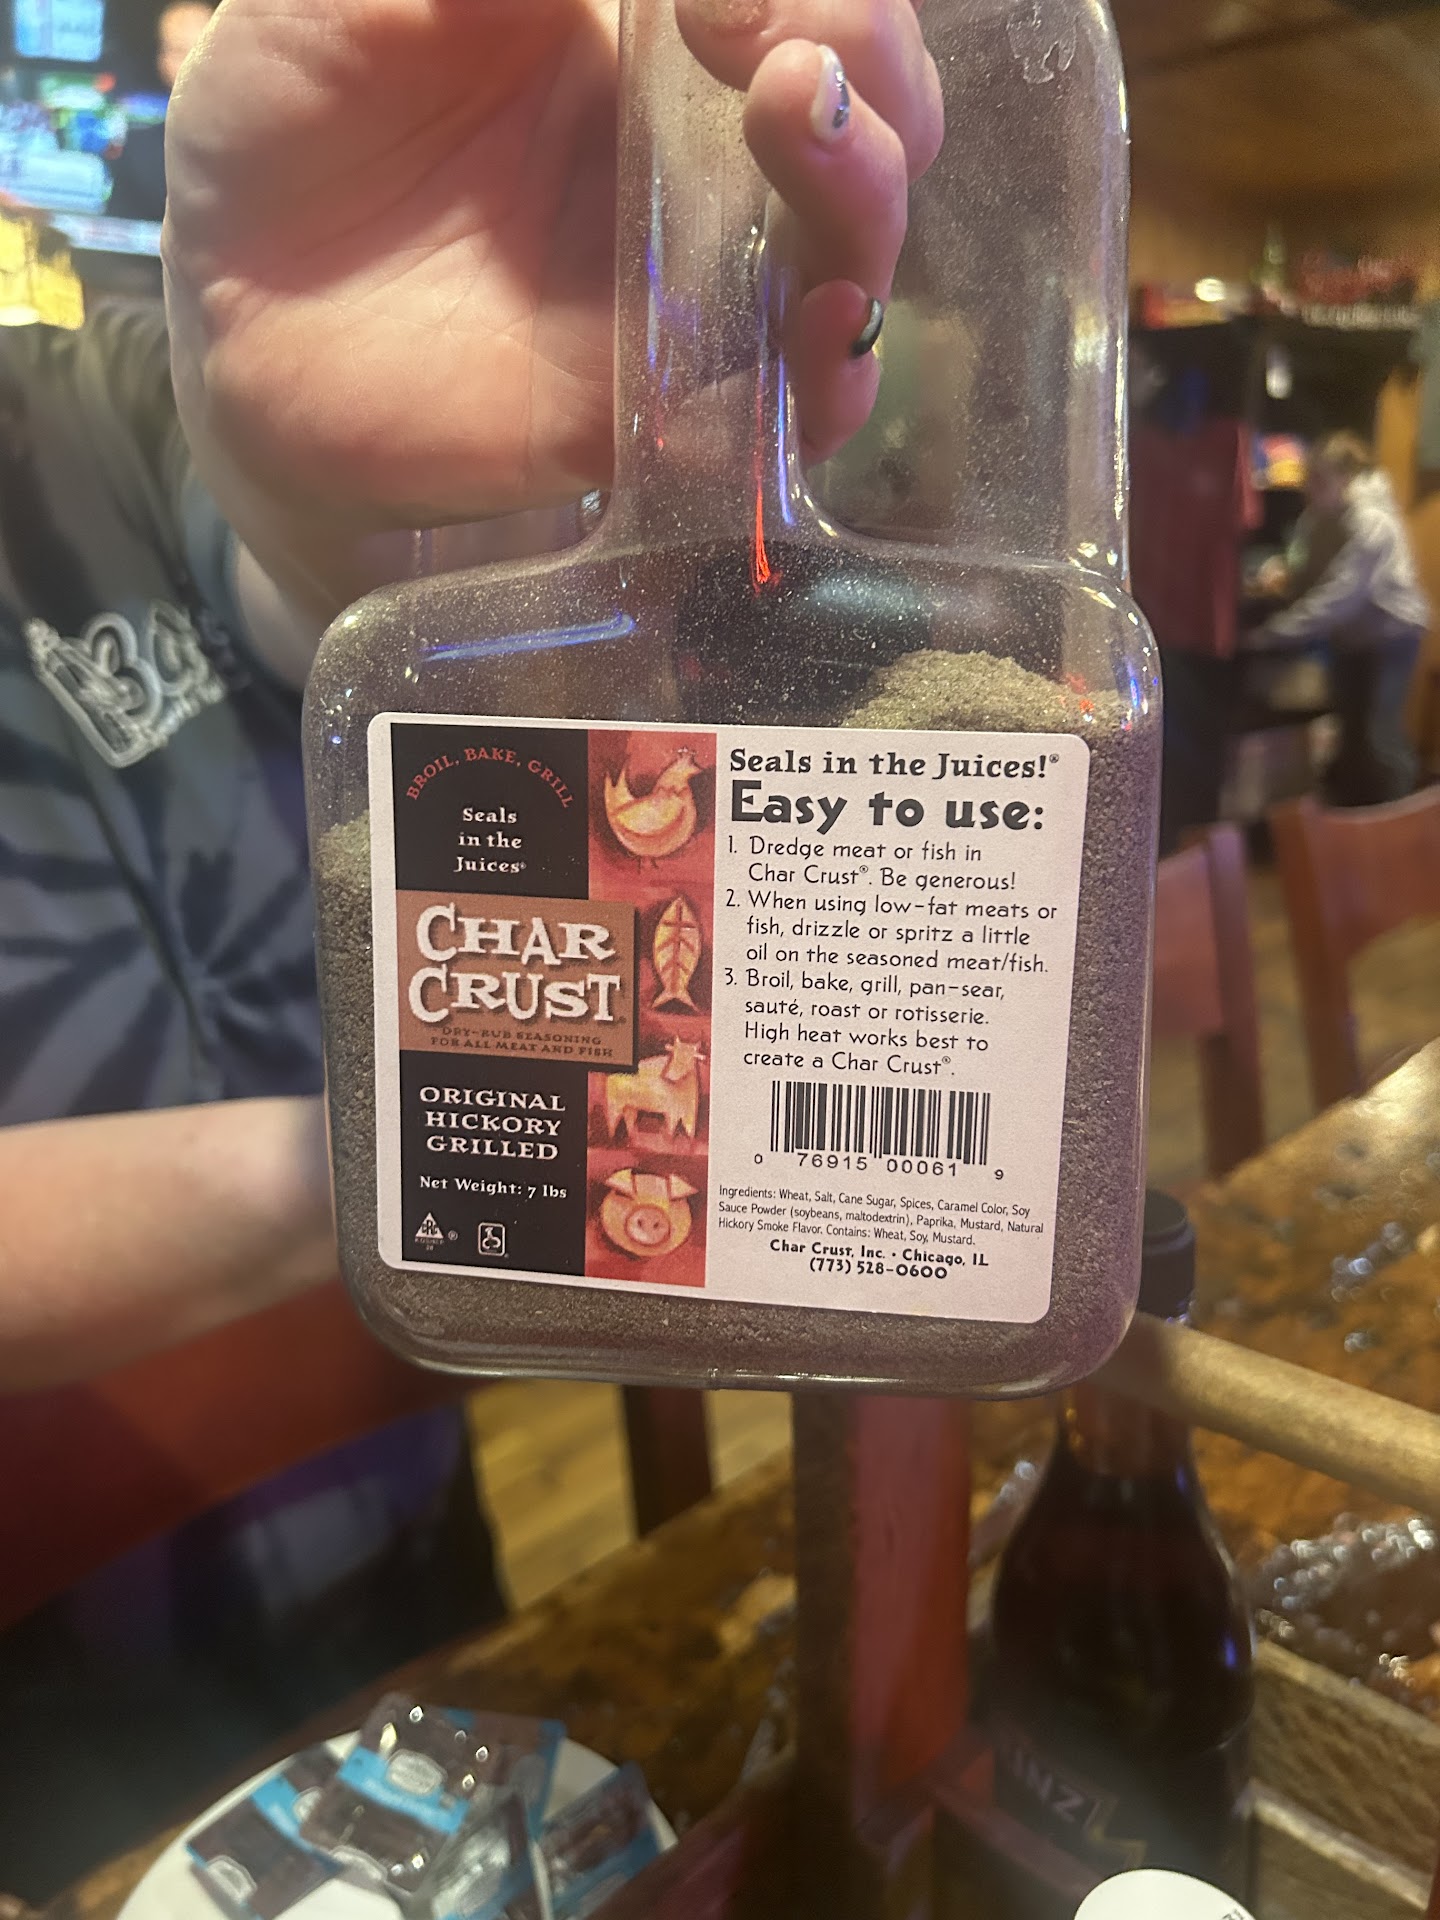 BROIL, BAKE, GRILL
Seals
in the
Juices®
CHAR
CRUST®
DRY-RUB SEASONING
FOR ALL MEAT AND FISH
ORIGINAL
HICKORY
GRILLED
Net Weight: 7 lbs
cRc®
Seals in the Juices!®
Easy to use:
1. Dredge meat or fish in
Char Crust®. Be generous!
2. When using low-fat meats or
fish, drizzle or spritz a little
oil on the seasoned meat/fish.
3. Broil, bake, grill, pan-sear,
sauté, roast or rotisserie.
High heat works best to
create a Char Crust®.
0 76915 00061 9
Ingredients: Wheat, Salt, Cane Sugar, Spices, Caramel Color, Soy
Sauce Powder (soybeans, maltodextrin), Paprika, Mustard, Natural
Hickory Smoke Flavor. Contains: Wheat, Soy, Mustard.
Char Crust, Inc. • Chicago, IL
(773) 528-0600